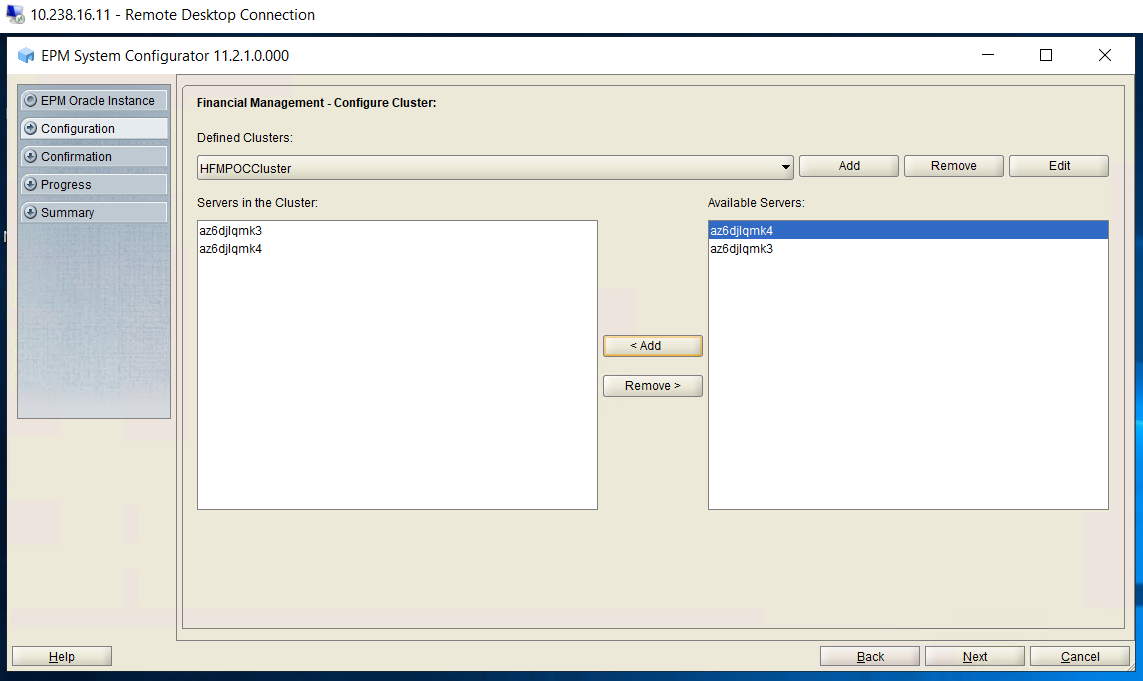 10.238.16.11 - Remote Desktop Connection
EPM System Configurator 11.2.1.0.000
EPM Oracle Instance
Configuration
Confirmation
Progress
Summary
Financial Management - Configure Cluster:
Defined Clusters:
HFMPOCCluster
Add
Remove
Edit
Servers in the Cluster:
az6djlqmk3
az6djlqmk4
< Add
Remove >
Available Servers:
az6djlqmk4
az6djlqmk3
Help
Back
Next
Cancel